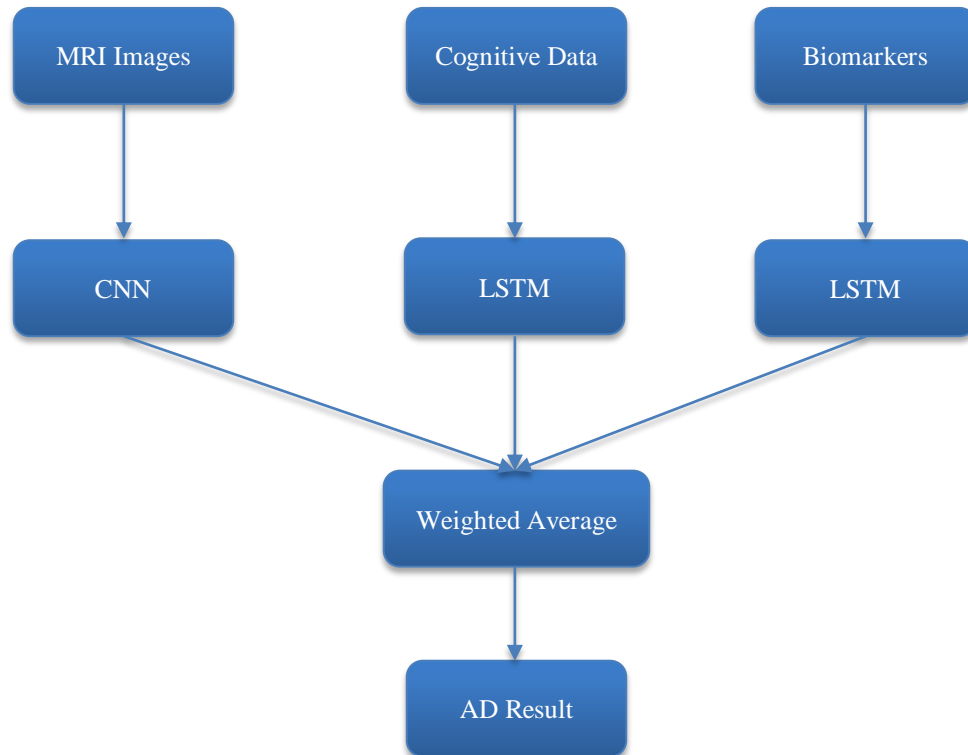 MRI Images
Cognitive Data
Biomarkers
CNN
LSTM
LSTM
Weighted Average
AD Result